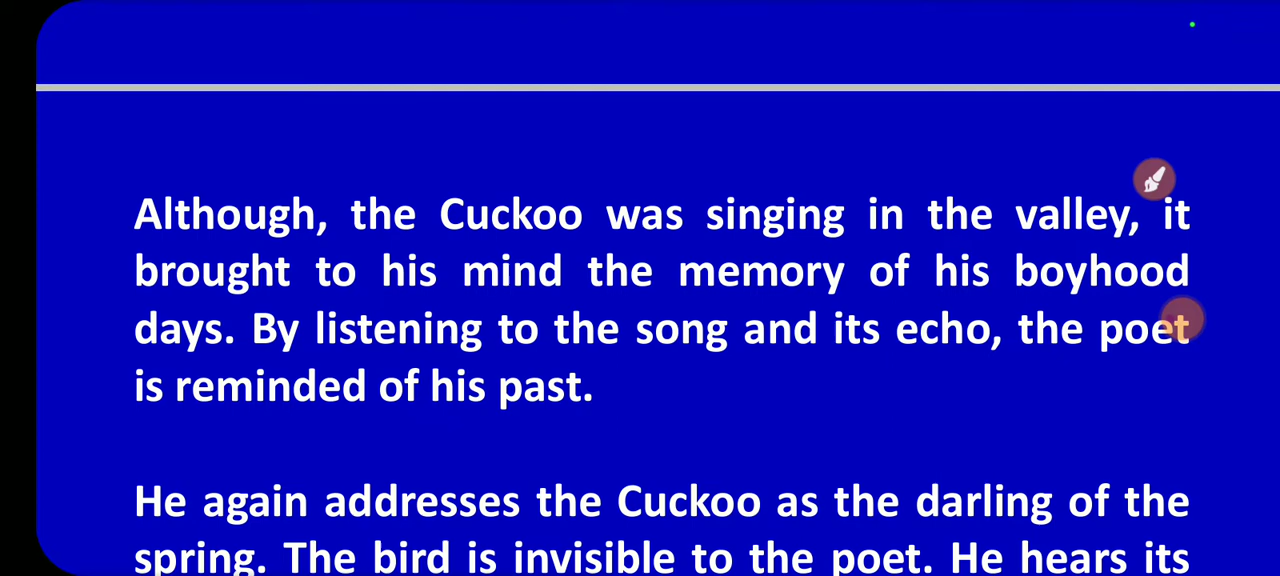 Although, the Cuckoo was singing in the valley, it
brought to his mind the memory of his boyhood
days. By listening to the song and its echo, the poet
is reminded of his past.
He again addresses the Cuckoo as the darling of the
spring. The bird is invisible to the poet. He hears its